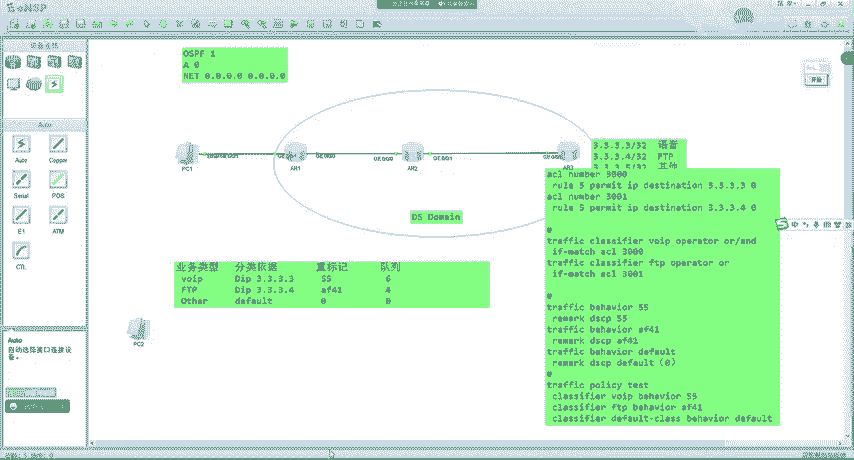 eNSP
OSPF 1
A 0
NET 0.0.0.0 0.0.0.0
PC1
AR1
AR2
AR3
3.3.3.3/32 语音
3.3.3.4/32 FTP
3.3.3.5/32 其他
DS Domain
acl number 3000
rule 5 permit ip destination 3.3.3.3 0
acl number 3001
rule 5 permit ip destination 3.3.3.4 0
#
traffic classifier voip operator or/and
if-match acl 3000
traffic classifier ftp operator or
if-match acl 3001
#
traffic behavior 55
remark dscp 55
traffic behavior af41
remark dscp af41
traffic behavior default
remark dscp default (0)
#
traffic policy test
classifier voip behavior 55
classifier ftp behavior af41
classifier default-class behavior default
业务类型 分类依据 重标记 队列
voip Dip 3.3.3.3 55 6
FTP Dip 3.3.3.4 af41 4
Other default 0 0
PC2
Auto
Auto Copper
Serial POS
E1 ATM
CTL
Auto
自动选择接口连接设备。